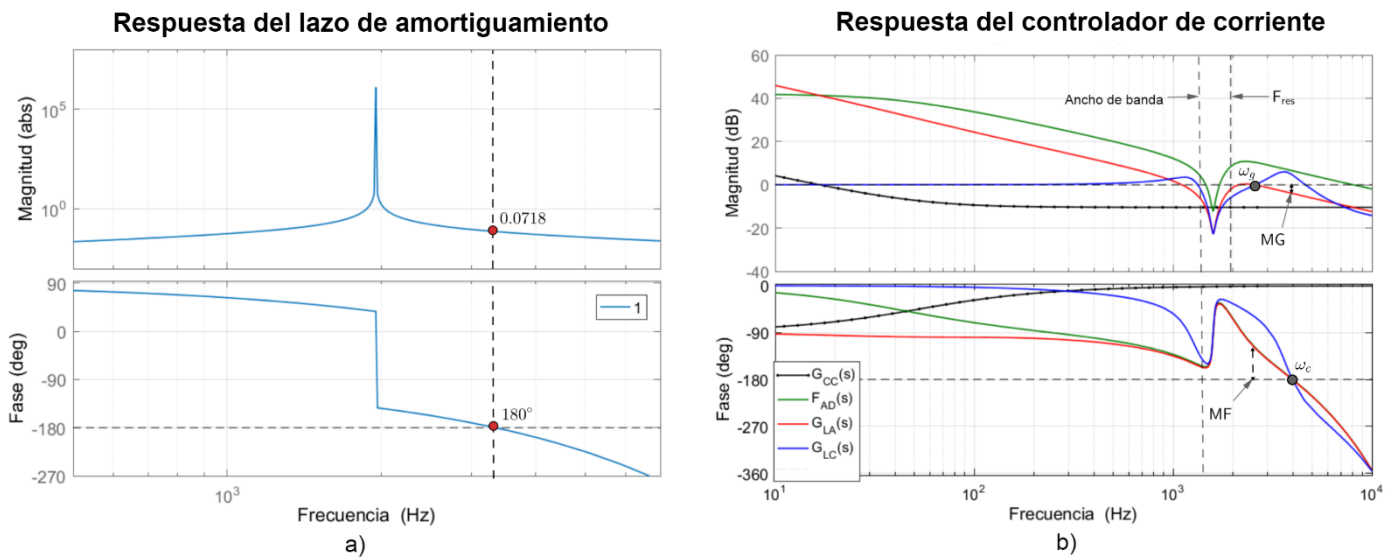 Respuesta del lazo de amortiguamiento
Magnitud (abs)
10^5
10^0
0.0718
Fase (deg)
90
0
-90
-180
-270
1
180°
10^3
Frecuencia (Hz)
a)
Respuesta del controlador de corriente
Magnitud (dB)
60
40
20
0
-20
-40
Ancho de banda
F_res
ω_g
MG
Fase (deg)
0
-90
-180
-270
-360
G_CC(s)
F_AD(s)
G_LA(s)
G_LC(s)
ω_c
MF
10^1
10^2
10^3
10^4
Frecuencia (Hz)
b)